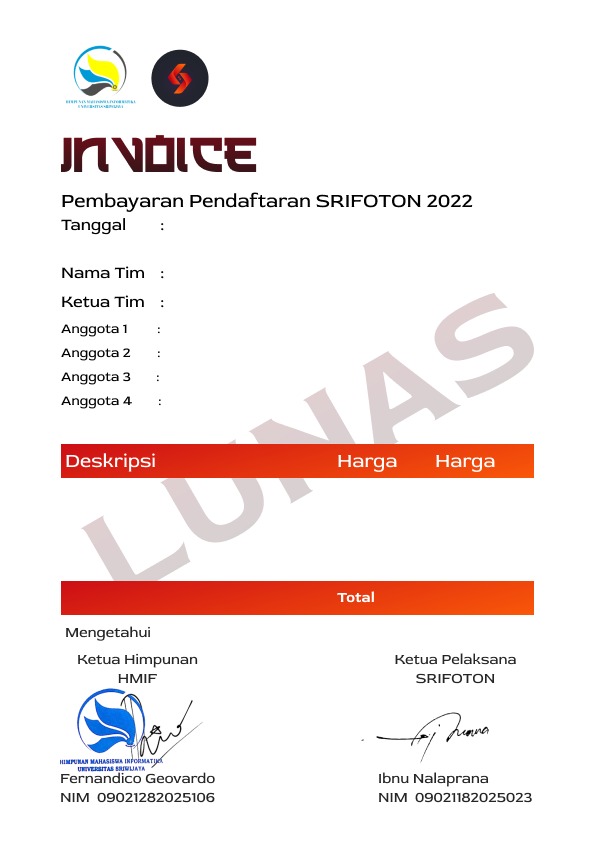 HIMPUNAN MAHASISWA INFORMATIKA
UNIVERSITAS SRIWIJAYA
INVOICE
Pembayaran Pendaftaran SRIFOTON 2022
Tanggal :
Nama Tim :
Ketua Tim :
Anggota 1 :
Anggota 2 :
Anggota 3 :
Anggota 4 :
LUNAS
Deskripsi Harga Harga
Total
Mengetahui
Ketua Himpunan Ketua Pelaksana
HMIF SRIFOTON
HIMPUNAN MAHASISWA INFORMATIKA
UNIVERSITAS SRIWIJAYA
Fernandico Geovardo Ibnu Nalaprana
NIM 09021282025106 NIM 09021182025023